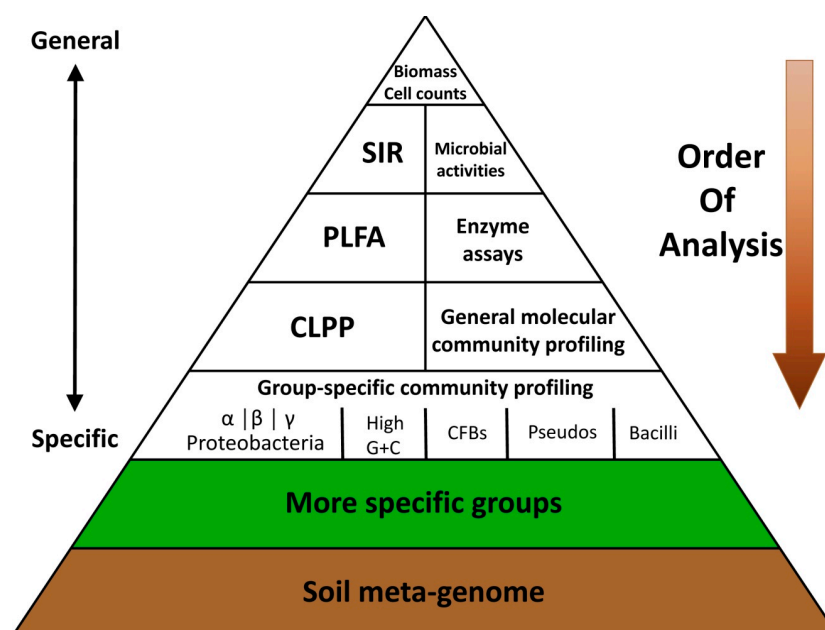 General
Biomass
Cell counts
SIR
Microbial
activities
Order
Of
Analysis
PLFA
Enzyme
assays
CLPP
General molecular
community profiling
Group-specific community profiling
Specific
α | β | γ
Proteobacteria
High
G+C
CFBs
Pseudos
Bacilli
More specific groups
Soil meta-genome